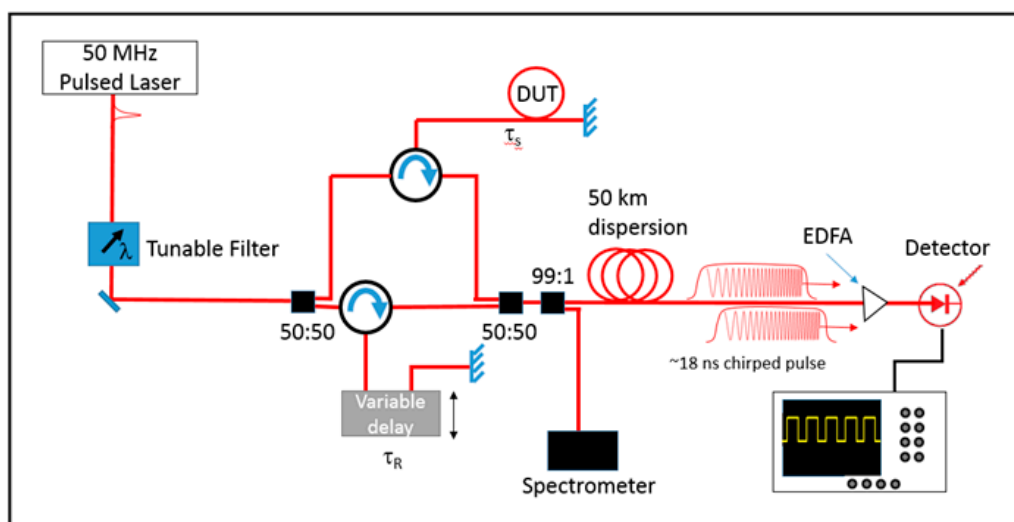 50 MHz
Pulsed Laser
DUT
τs
50 km
dispersion
λ
Tunable Filter
EDFA
Detector
99:1
50:50
50:50
~18 ns chirped pulse
Variable
delay
τR
Spectrometer